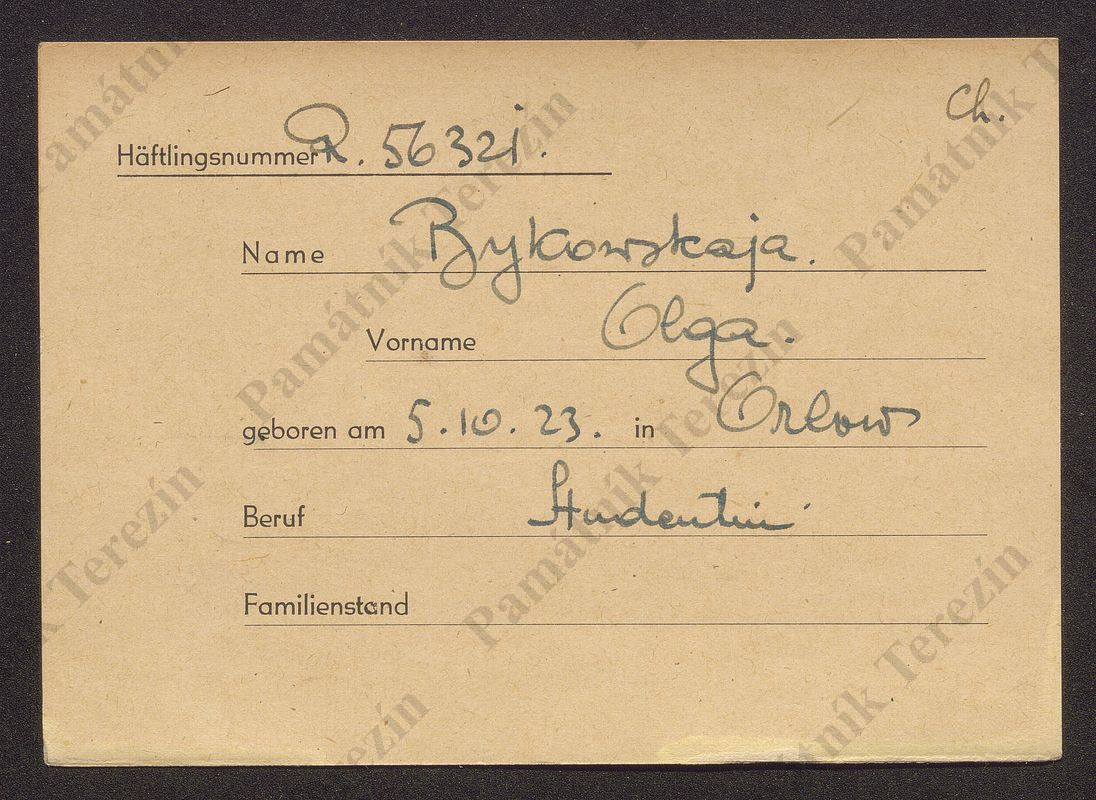 Ch.
Häftlingsnummer R. 56321.
Name Bykowskaja.
Vorname Olga.
geboren am 5.10.23. in Orlow
Beruf Studentin
Familienstand
Památník Terezín